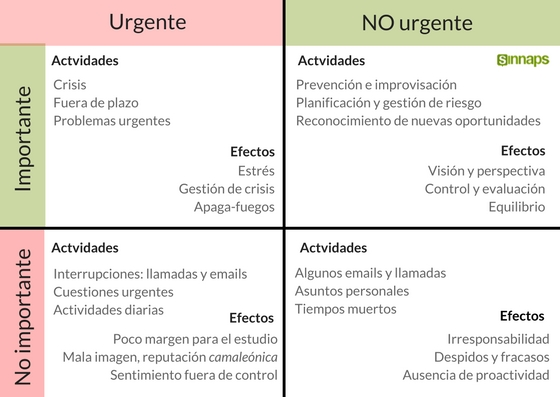 Urgente
NO urgente
Importante
Actvidades
Crisis
Fuera de plazo
Problemas urgentes
Efectos
Estrés
Gestión de crisis
Apaga-fuegos
Actvidades
Sinnaps
Prevención e improvisación
Planificación y gestión de riesgo
Reconocimiento de nuevas oportunidades
Efectos
Visión y perspectiva
Control y evaluación
Equilibrio
No importante
Actvidades
Interrupciones: llamadas y emails
Cuestiones urgentes
Actividades diarias
Efectos
Poco margen para el estudio
Mala imagen, reputación camaleónica
Sentimiento fuera de control
Actvidades
Algunos emails y llamadas
Asuntos personales
Tiempos muertos
Efectos
Irresponsabilidad
Despidos y fracasos
Ausencia de proactividad